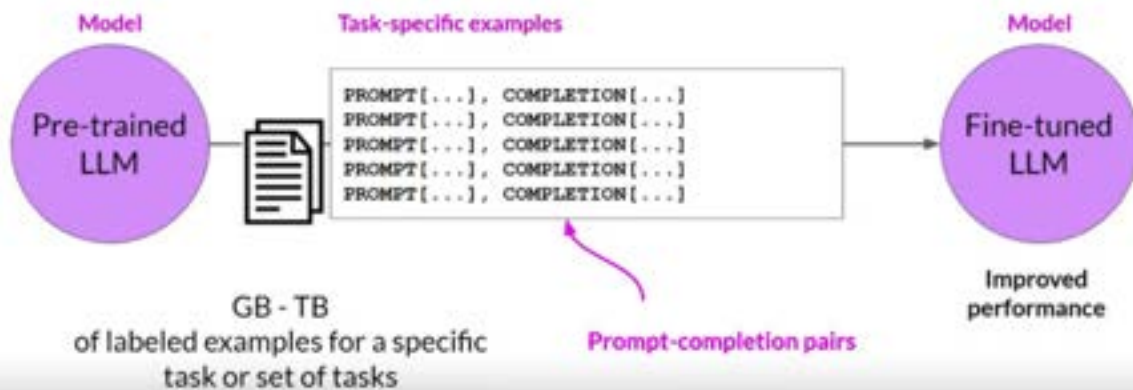 Model
Task-specific examples
Model
Pre-trained
LLM
PROMPT[...], COMPLETION[...]
PROMPT[...], COMPLETION[...]
PROMPT[...], COMPLETION[...]
PROMPT[...], COMPLETION[...]
PROMPT[...], COMPLETION[...]
Fine-tuned
LLM
GB - TB
of labeled examples for a specific
task or set of tasks
Prompt-completion pairs
Improved
performance